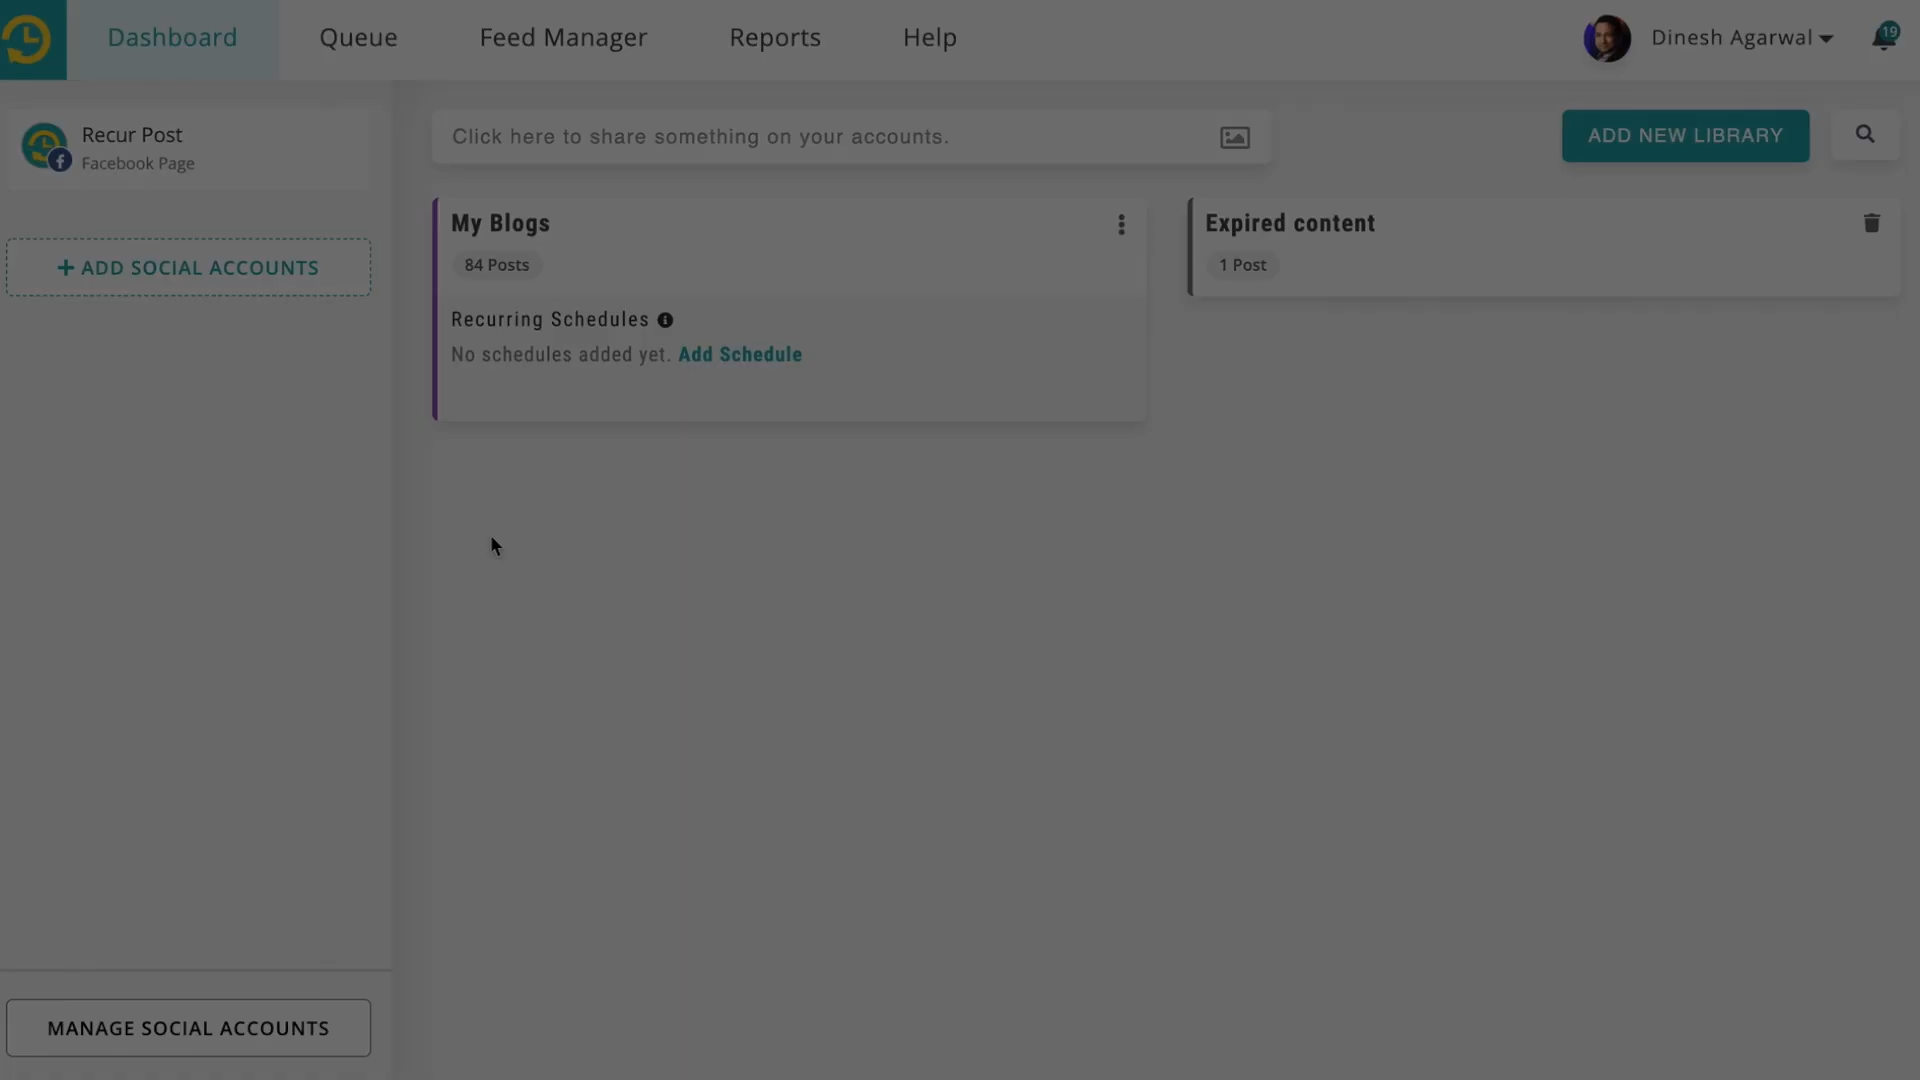 Dashboard
Queue
Feed Manager
Reports
Help
Dinesh Agarwal
19
Recur Post
Facebook Page
Click here to share something on your accounts.
ADD NEW LIBRARY
+ ADD SOCIAL ACCOUNTS
My Blogs
84 Posts
Recurring Schedules
No schedules added yet. Add Schedule
Expired content
1 Post
MANAGE SOCIAL ACCOUNTS